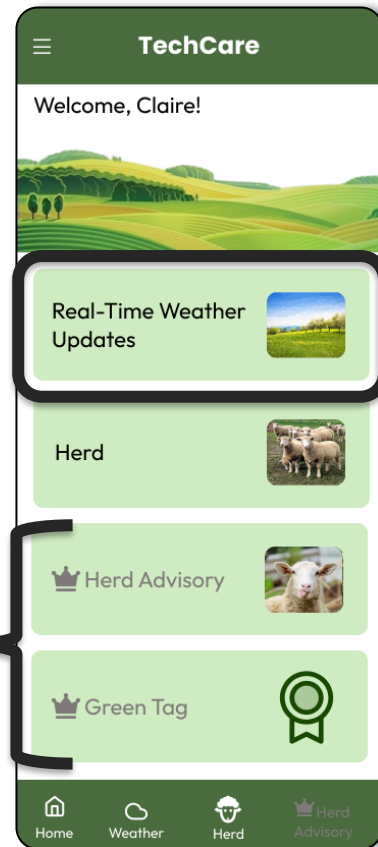 TechCare
Welcome, Claire!
Real-Time Weather
Updates
Herd
Herd Advisory
Green Tag
Home
Weather
Herd
Herd
Advisory